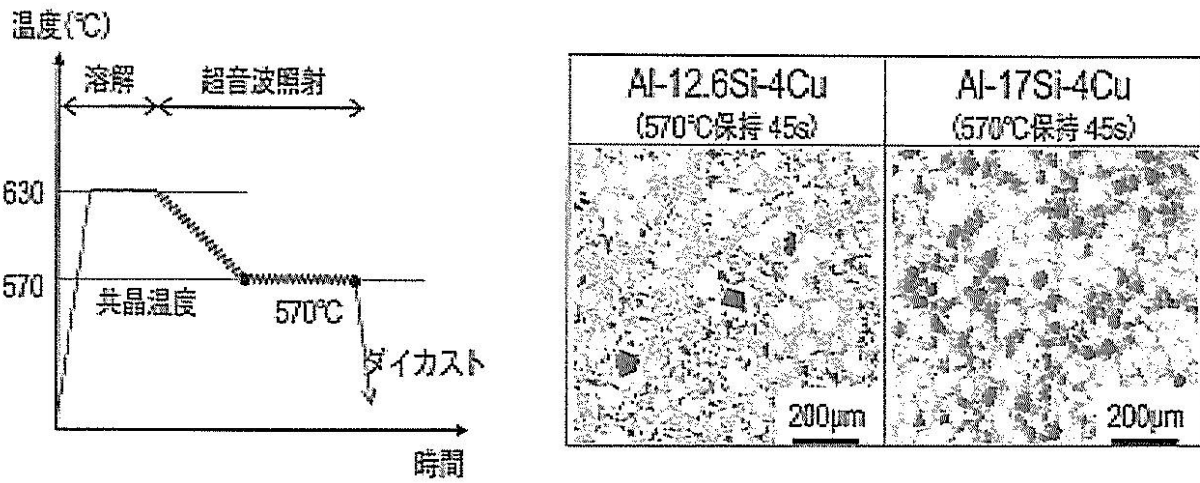 温度(℃)
溶解
超音波照射
630
570
共晶温度
570℃
ダイカスト
時間
Al-12.6Si-4Cu
(570℃保持 45s)
200μm
Al-17Si-4Cu
(570℃保持 45s)
200μm